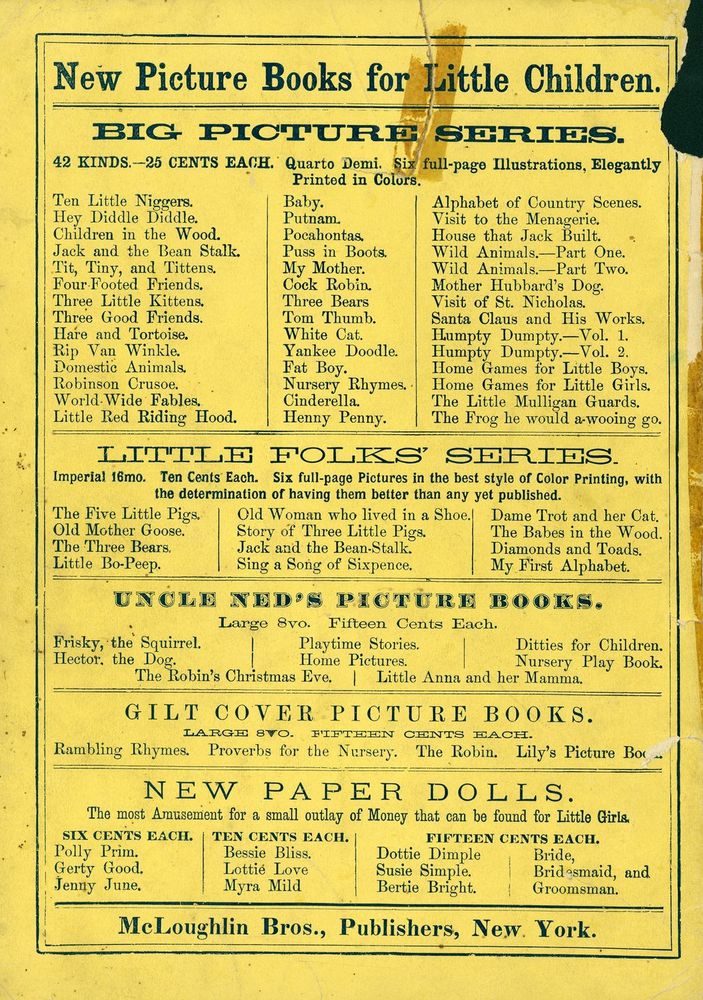 New Picture Books for Little Children.
BIG PICTURE SERIES.
42 KINDS.—25 CENTS EACH. Quarto Demi. Six full-page Illustrations, Elegantly
Printed in Colors.
Ten Little Niggers.
Hey Diddle Diddle.
Children in the Wood.
Jack and the Bean Stalk.
Tit, Tiny, and Tittens.
Four-Footed Friends.
Three Little Kittens.
Three Good Friends.
Hare and Tortoise.
Rip Van Winkle.
Domestic Animals.
Robinson Crusoe.
World-Wide Fables.
Little Red Riding Hood.
Baby.
Putnam.
Pocahontas.
Puss in Boots.
My Mother.
Cock Robin.
Three Bears
Tom Thumb.
White Cat.
Yankee Doodle.
Fat Boy.
Nursery Rhymes.
Cinderella.
Henny Penny.
Alphabet of Country Scenes.
Visit to the Menagerie.
House that Jack Built.
Wild Animals.—Part One.
Wild Animals.—Part Two.
Mother Hubbard's Dog.
Visit of St. Nicholas.
Santa Claus and His Works.
Humpty Dumpty.—Vol. 1.
Humpty Dumpty.—Vol. 2.
Home Games for Little Boys.
Home Games for Little Girls.
The Little Mulligan Guards.
The Frog he would a-wooing go.
LITTLE FOLKS' SERIES.
Imperial 16mo. Ten Cents Each. Six full-page Pictures in the best style of Color Printing, with
the determination of having them better than any yet published.
The Five Little Pigs.
Old Mother Goose.
The Three Bears.
Little Bo-Peep.
Old Woman who lived in a Shoe.
Story of Three Little Pigs.
Jack and the Bean-Stalk.
Sing a Song of Sixpence.
Dame Trot and her Cat.
The Babes in the Wood.
Diamonds and Toads.
My First Alphabet.
UNCLE NED'S PICTURE BOOKS.
Large 8vo. Fifteen Cents Each.
Frisky, the Squirrel.
Hector, the Dog.
Playtime Stories.
Home Pictures.
Ditties for Children.
Nursery Play Book.
The Robin's Christmas Eve. Little Anna and her Mamma.
GILT COVER PICTURE BOOKS.
LARGE 8VO. FIFTEEN CENTS EACH.
Rambling Rhymes. Proverbs for the Nursery. The Robin. Lily's Picture
NEW PAPER DOLLS.
The most Amusement for a small outlay of Money that can be found for Little Girls.
SIX CENTS EACH.
Polly Prim.
Gerty Good.
Jenny June.
TEN CENTS EACH.
Bessie Bliss.
Lottie Love
Myra Mild
FIFTEEN CENTS EACH.
Dottie Dimple
Susie Simple.
Bertie Bright.
Bride,
Bridesmaid, and
Groomsman.
McLoughlin Bros., Publishers, New York.